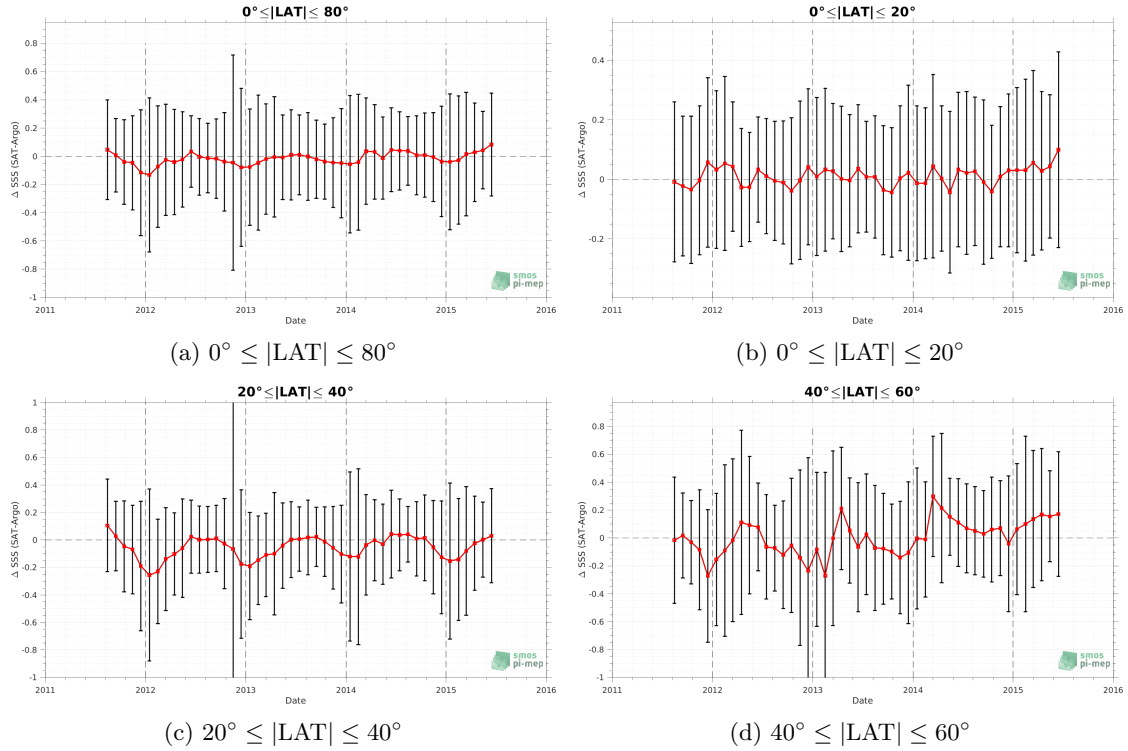 0°≤|LAT|≤ 80°
0.8
0.6
0.4
0.2
0
-0.2
-0.4
-0.6
-0.8
-1
Δ SSS (SAT-Argo)
2011
2012
2013
2014
2015
2016
Date
smos
pi-mep
(a) 0° ≤ |LAT| ≤ 80°
0°≤|LAT|≤ 20°
0.4
0.2
0
-0.2
Δ SSS (SAT-Argo)
2011
2012
2013
2014
2015
2016
Date
smos
pi-mep
(b) 0° ≤ |LAT| ≤ 20°
20°≤|LAT|≤ 40°
1
0.8
0.6
0.4
0.2
0
-0.2
-0.4
-0.6
-0.8
-1
Δ SSS (SAT-Argo)
2011
2012
2013
2014
2015
2016
Date
smos
pi-mep
(c) 20° ≤ |LAT| ≤ 40°
40°≤|LAT|≤ 60°
0.8
0.6
0.4
0.2
0
-0.2
-0.4
-0.6
-0.8
-1
Δ SSS (SAT-Argo)
2011
2012
2013
2014
2015
2016
Date
smos
pi-mep
(d) 40° ≤ |LAT| ≤ 60°